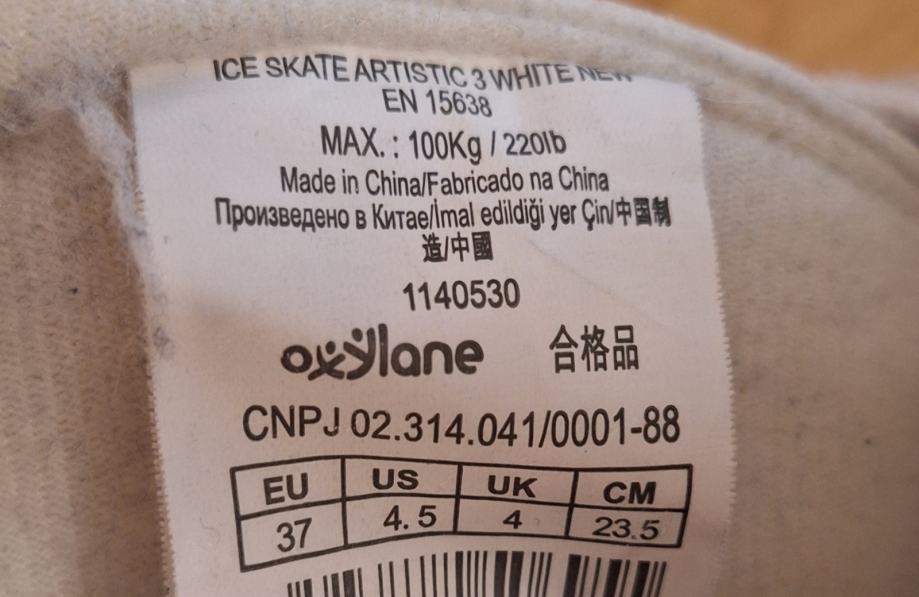 ICE SKATE ARTISTIC 3 WHITE NEW
EN 15638
MAX. : 100Kg / 220lb
Made in China/Fabricado na China
Произведено в Китае/İmal edildiği yer Çin/中国制
造/中國
1140530
oxylane 合格品
CNPJ 02.314.041/0001-88
EU US UK CM
37 4.5 4 23.5